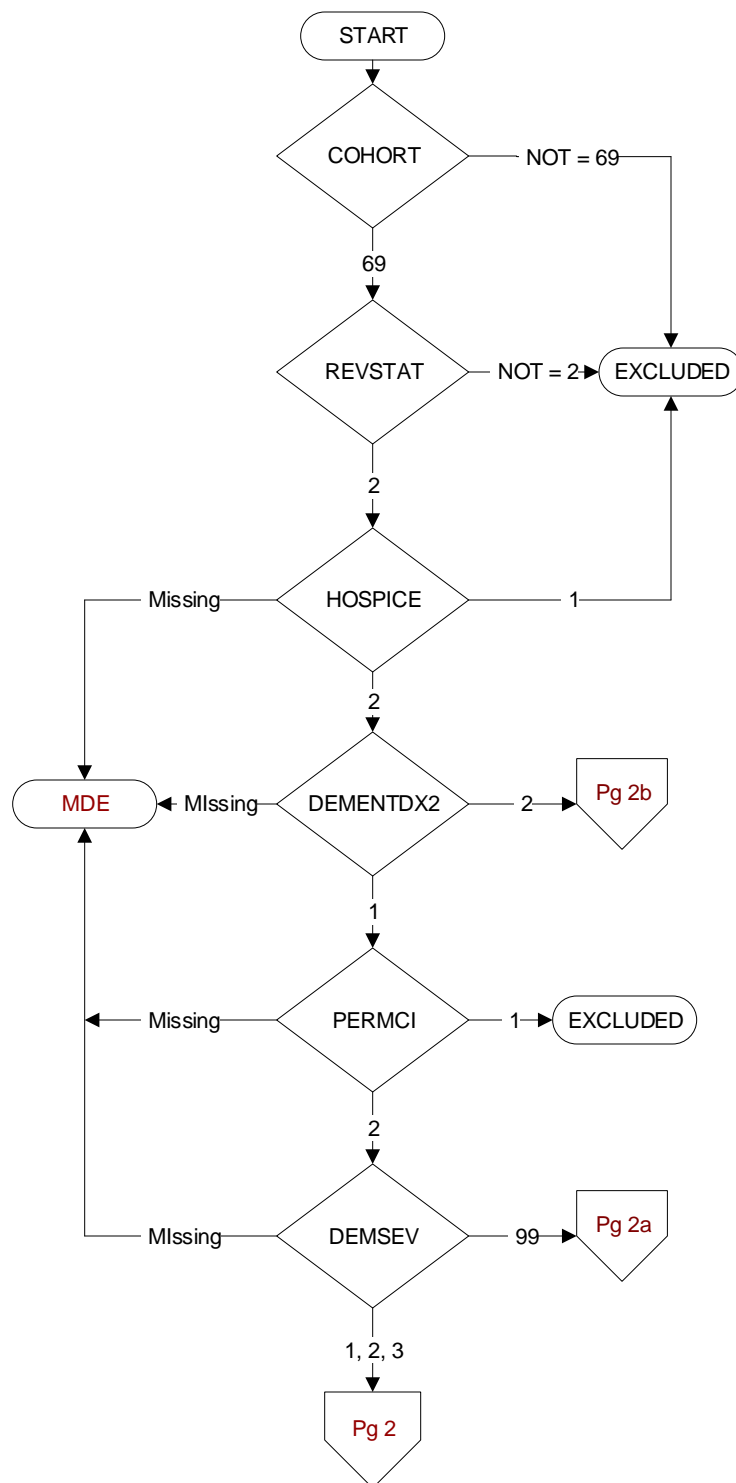 START
COHORT
NOT = 69
69
REVSTAT
NOT = 2
EXCLUDED
2
Missing
HOSPICE
1
2
MDE
MIssing
DEMENTDX2
2
Pg 2b
1
Missing
PERMCI
1
EXCLUDED
2
MIssing
DEMSEV
99
Pg 2a
1, 2, 3
Pg 2